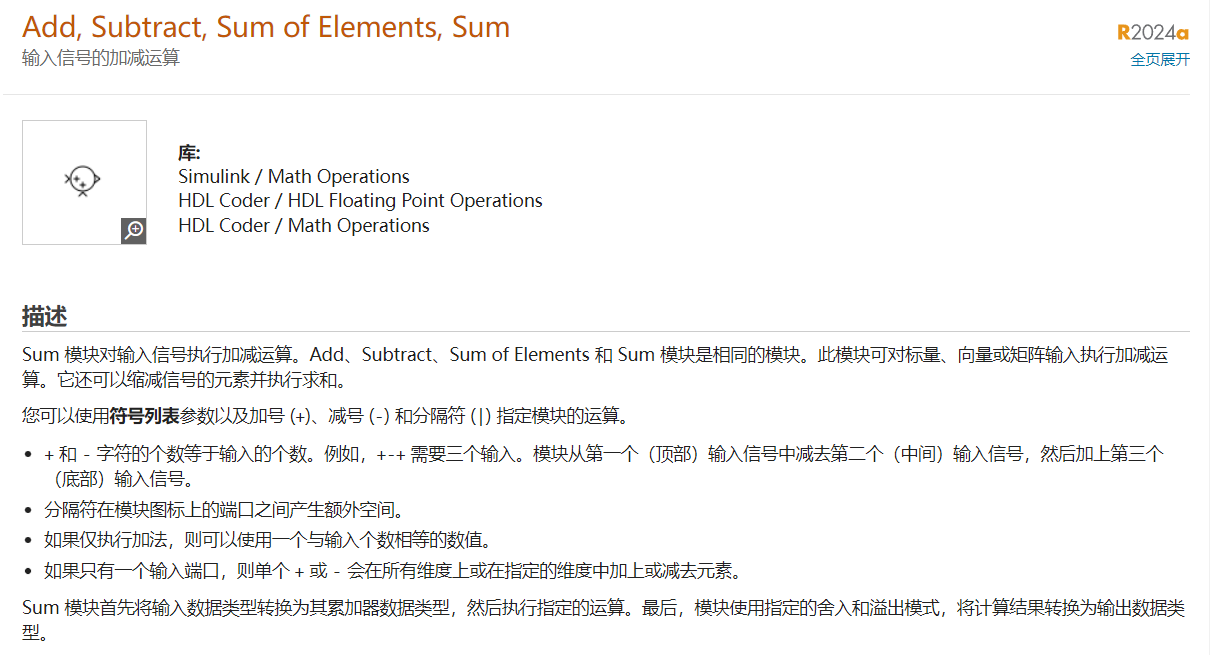 Add, Subtract, Sum of Elements, Sum
R2024a
输入信号的加减运算
全页展开
库:
Simulink / Math Operations
HDL Coder / HDL Floating Point Operations
HDL Coder / Math Operations
描述
Sum 模块对输入信号执行加减运算。Add、Subtract、Sum of Elements 和 Sum 模块是相同的模块。此模块可对标量、向量或矩阵输入执行加减运
算。它还可以缩减信号的元素并执行求和。
您可以使用符号列表参数以及加号 (+)、减号 (-) 和分隔符 (|) 指定模块的运算。
• + 和 - 字符的个数等于输入的个数。例如，+-+ 需要三个输入。模块从第一个（顶部）输入信号中减去第二个（中间）输入信号，然后加上第三个
（底部）输入信号。
• 分隔符在模块图标上的端口之间产生额外空间。
• 如果仅执行加法，则可以使用一个与输入个数相等的数值。
• 如果只有一个输入端口，则单个 + 或 - 会在所有维度上或在指定的维度中加上或减去元素。
Sum 模块首先将输入数据类型转换为其累加器数据类型，然后执行指定的运算。最后，模块使用指定的舍入和溢出模式，将计算结果转换为输出数据类
型。